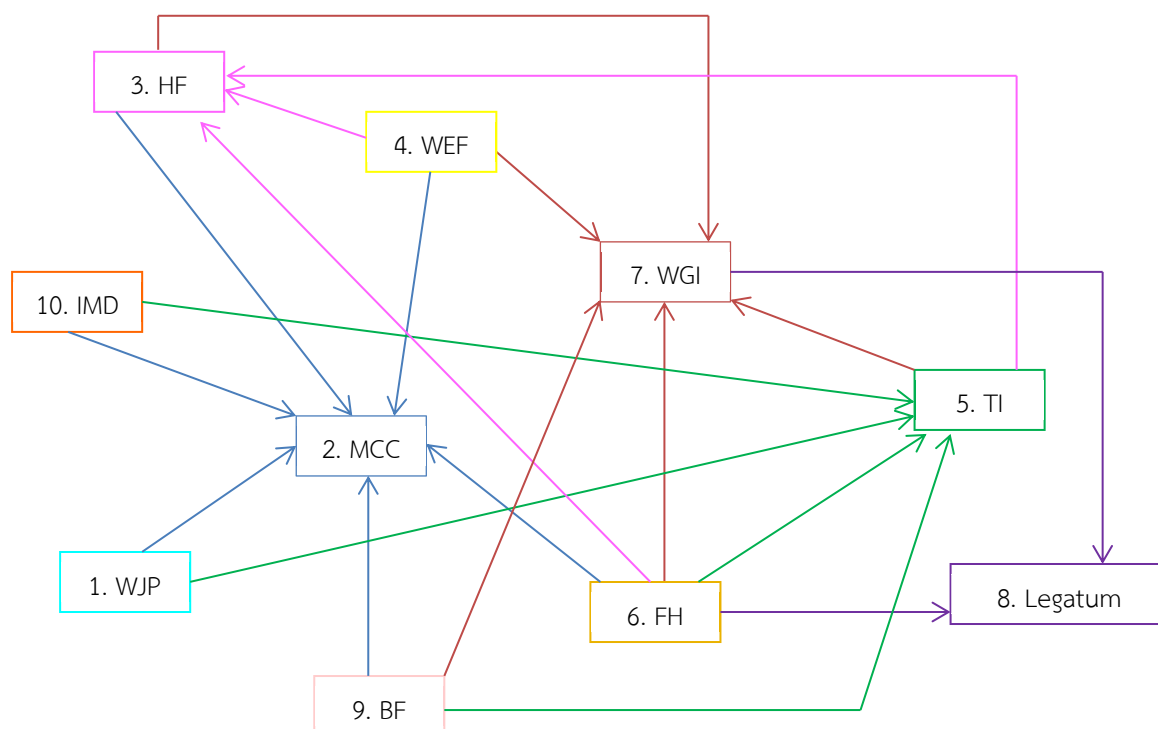 3. HF
4. WEF
7. WGI
10. IMD
5. TI
2. MCC
1. WJP
6. FH
8. Legatum
9. BF